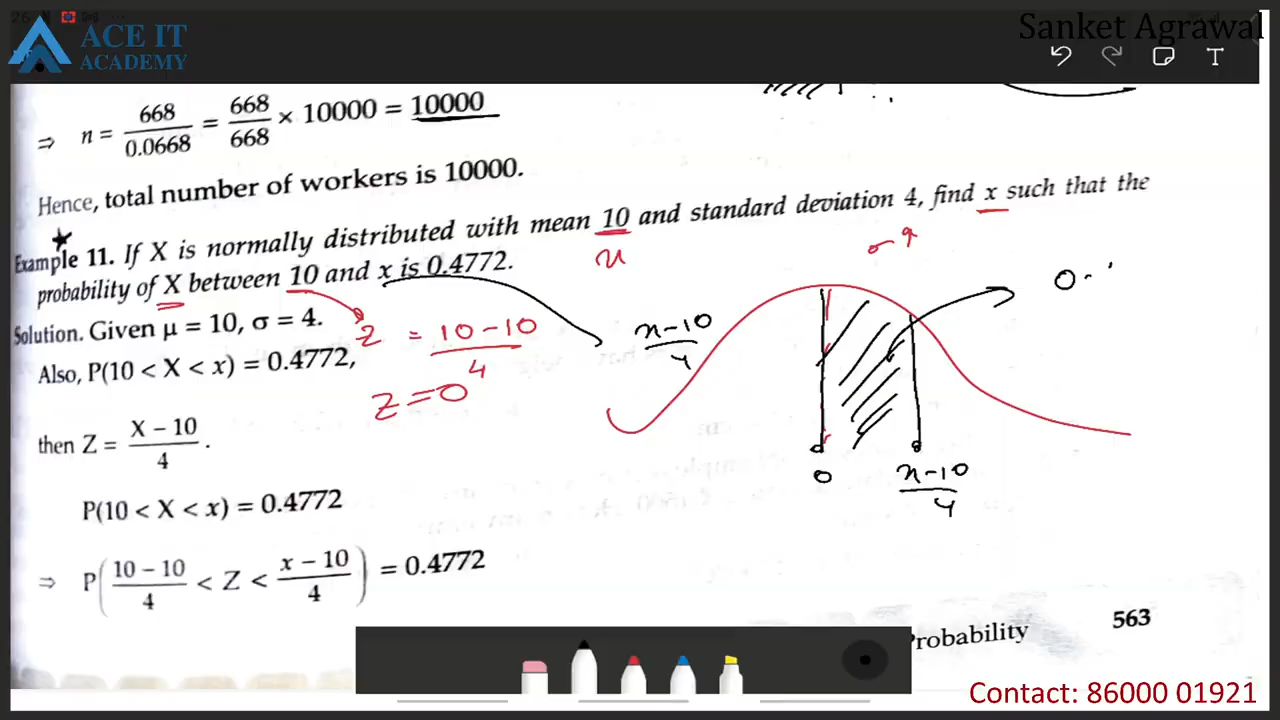 Sanket Agrawal
ACE IT
ACADEMY
T
⇒ n = 668/0.0668 = 668/668 × 10000 = 10000
Hence, total number of workers is 10000.
Example 11. If X is normally distributed with mean 10 and standard deviation 4, find x such that the
probability of X between 10 and x is 0.4772.
Solution. Given μ = 10, σ = 4.
Z = 10-10/4
Z = 0
x-10/4
0
x-10/4
Also, P(10 < X < x) = 0.4772,
then Z = X – 10/4 .
P(10 < X < x) = 0.4772
⇒ P(10 – 10/4 < Z < x – 10/4) = 0.4772
Probability 563
Contact: 86000 01921